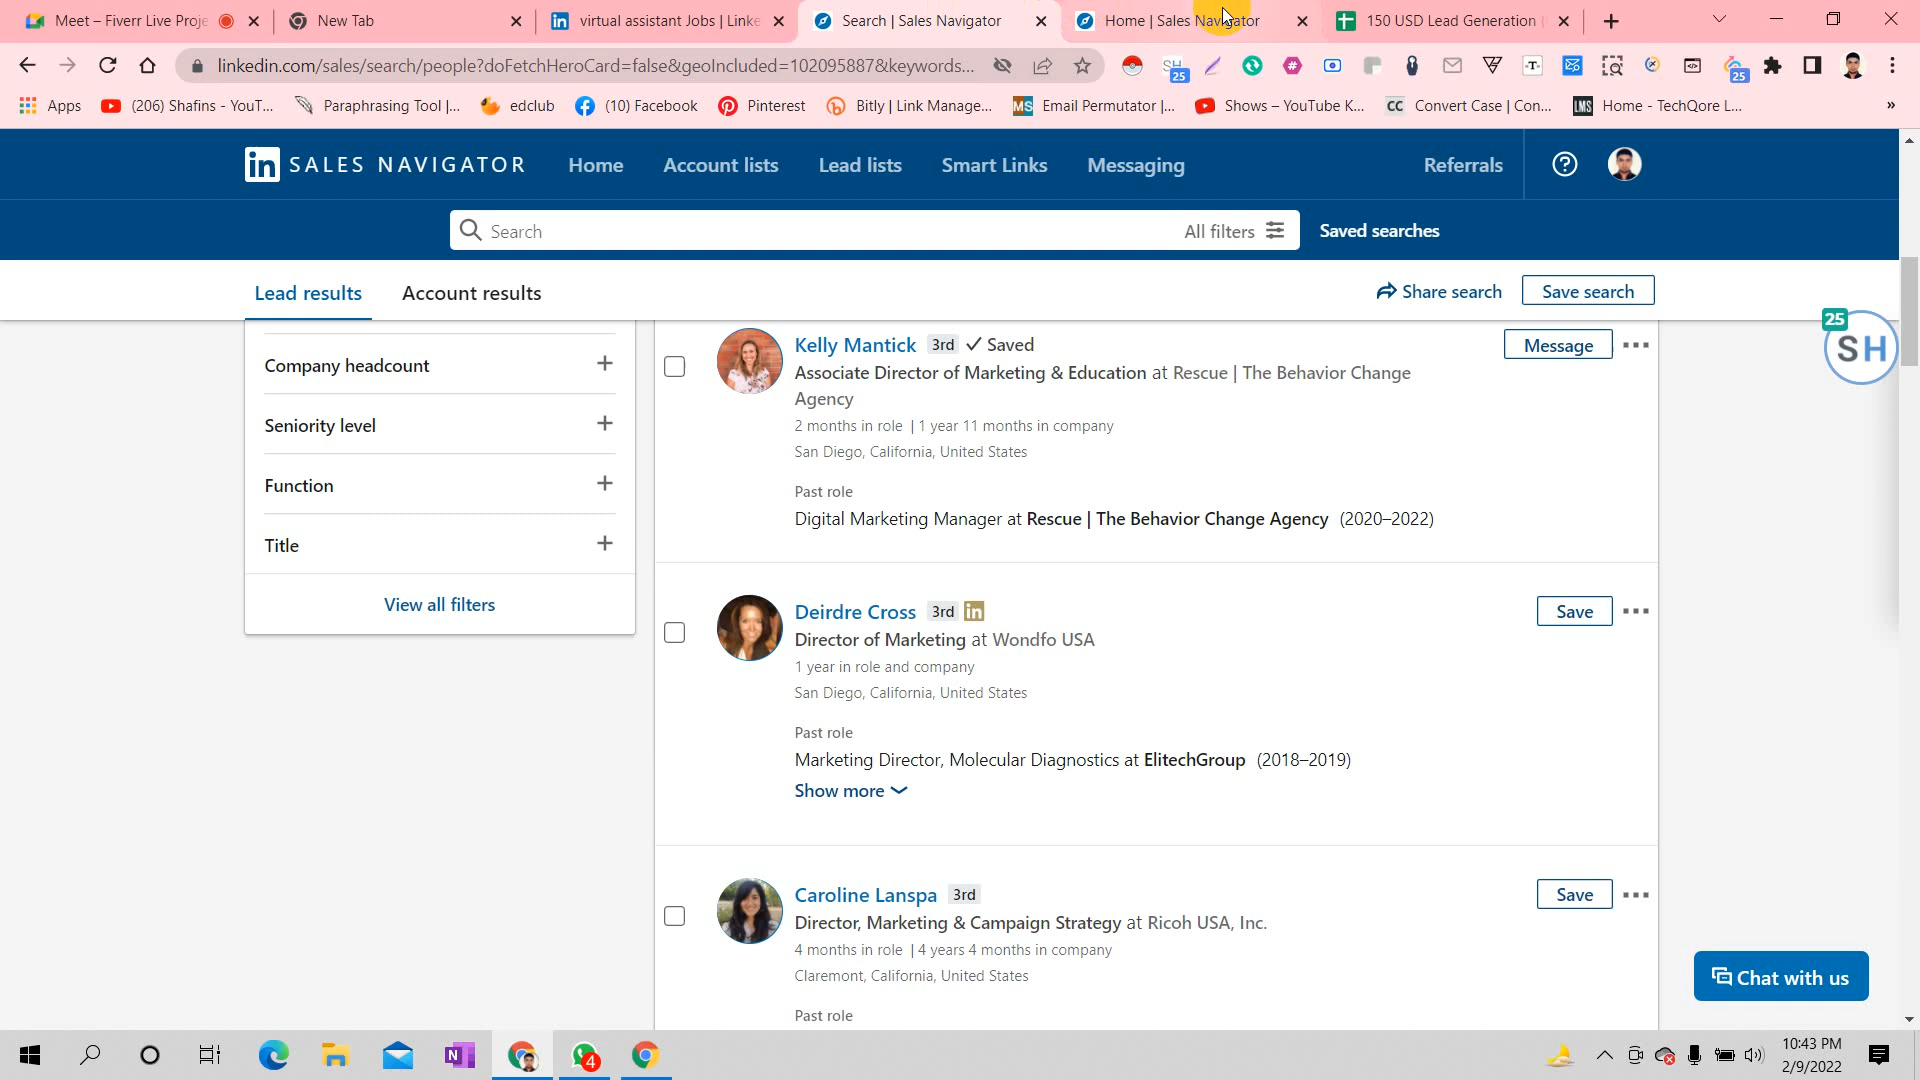 Meet – Fiverr Live Proje
New Tab
virtual assistant Jobs | Linke
Search | Sales Navigator
Home | Sales Navigator
150 USD Lead Generation (
linkedin.com/sales/search/people?doFetchHeroCard=false&geoIncluded=102095887&keywords...
25
25
Apps
(206) Shafins - YouT...
Paraphrasing Tool |...
edclub
(10) Facebook
Pinterest
Bitly | Link Manage...
MS Email Permutator |...
Shows – YouTube K...
CC Convert Case | Con...
LMS Home - TechQore L...
»
in SALES NAVIGATOR
Home
Account lists
Lead lists
Smart Links
Messaging
Referrals
Search
All filters
Saved searches
Lead results
Account results
Share search
Save search
25
SH
Company headcount
Seniority level
Function
Title
View all filters
Kelly Mantick 3rd ✓ Saved
Message
Associate Director of Marketing & Education at Rescue | The Behavior Change
Agency
2 months in role | 1 year 11 months in company
San Diego, California, United States
Past role
Digital Marketing Manager at Rescue | The Behavior Change Agency (2020–2022)
Deirdre Cross 3rd in
Save
Director of Marketing at Wondfo USA
1 year in role and company
San Diego, California, United States
Past role
Marketing Director, Molecular Diagnostics at ElitechGroup (2018–2019)
Show more
Caroline Lanspa 3rd
Save
Director, Marketing & Campaign Strategy at Ricoh USA, Inc.
4 months in role | 4 years 4 months in company
Claremont, California, United States
Past role
Chat with us
4
10:43 PM
2/9/2022